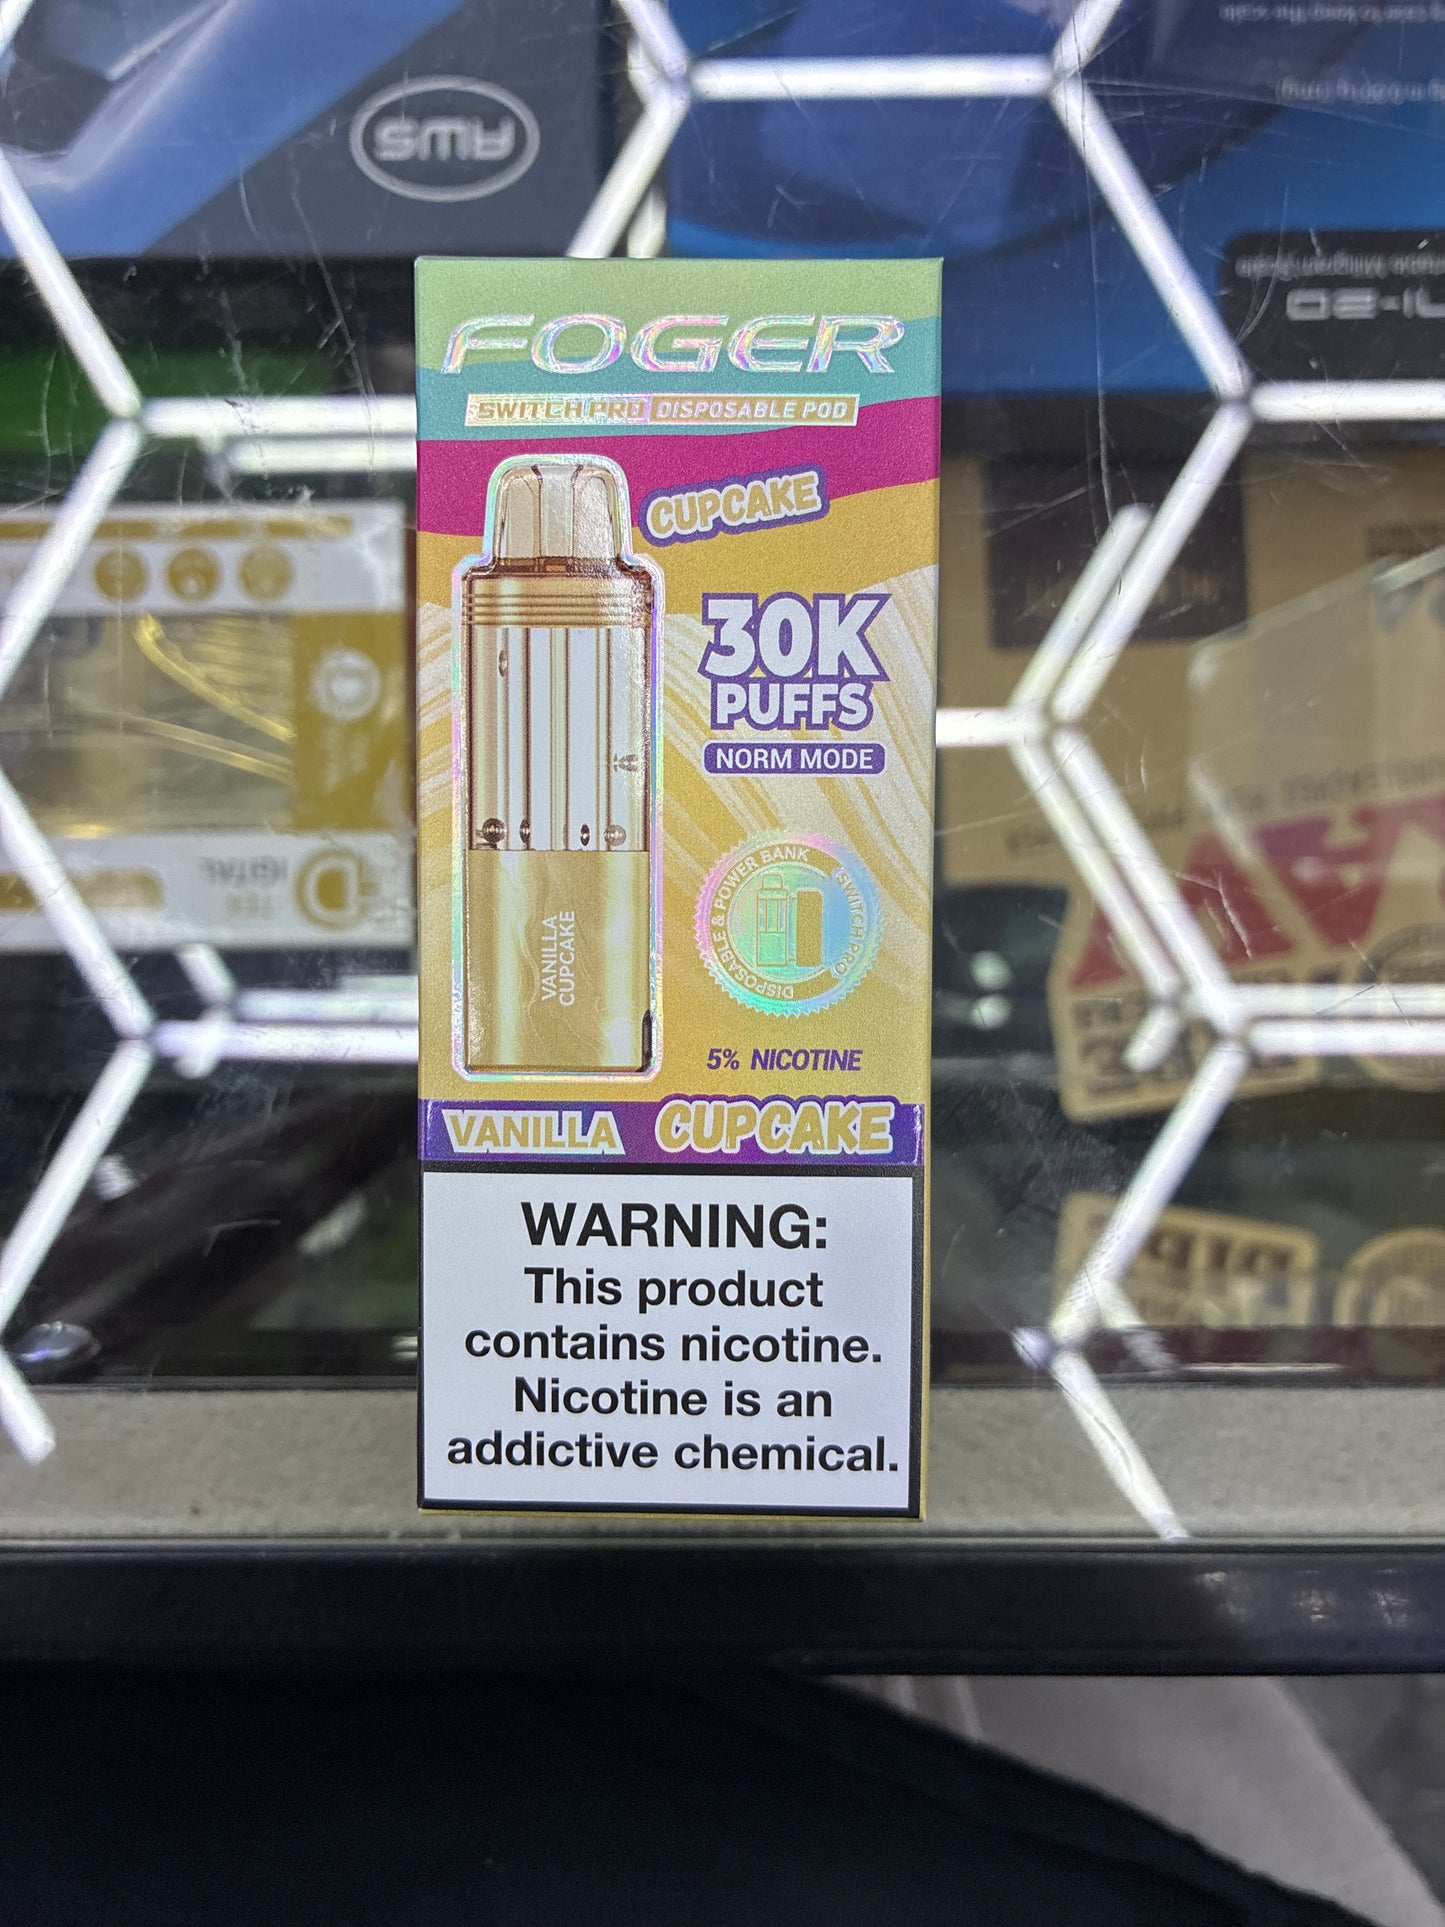 AWS
FOGER
SWITCH PRO DISPOSABLE POD
CUPCAKE
30K
PUFFS
NORM MODE
VANILLA
CUPCAKE
DISPOSABLE & POWER BANK
SWITCH PRO
5% NICOTINE
VANILLA CUPCAKE
WARNING:
This product
contains nicotine.
Nicotine is an
addictive chemical.